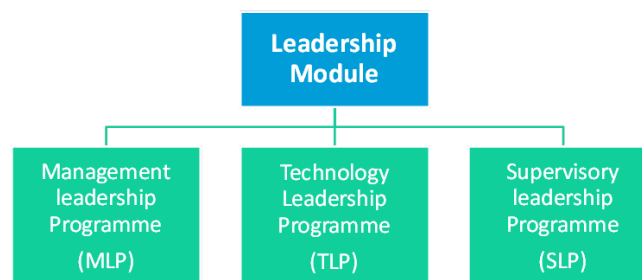 Leadership
Module
Management
leadership
Programme
(MLP)
Technology
Leadership
Programme
(TLP)
Supervisory
leadership
Programme
(SLP)